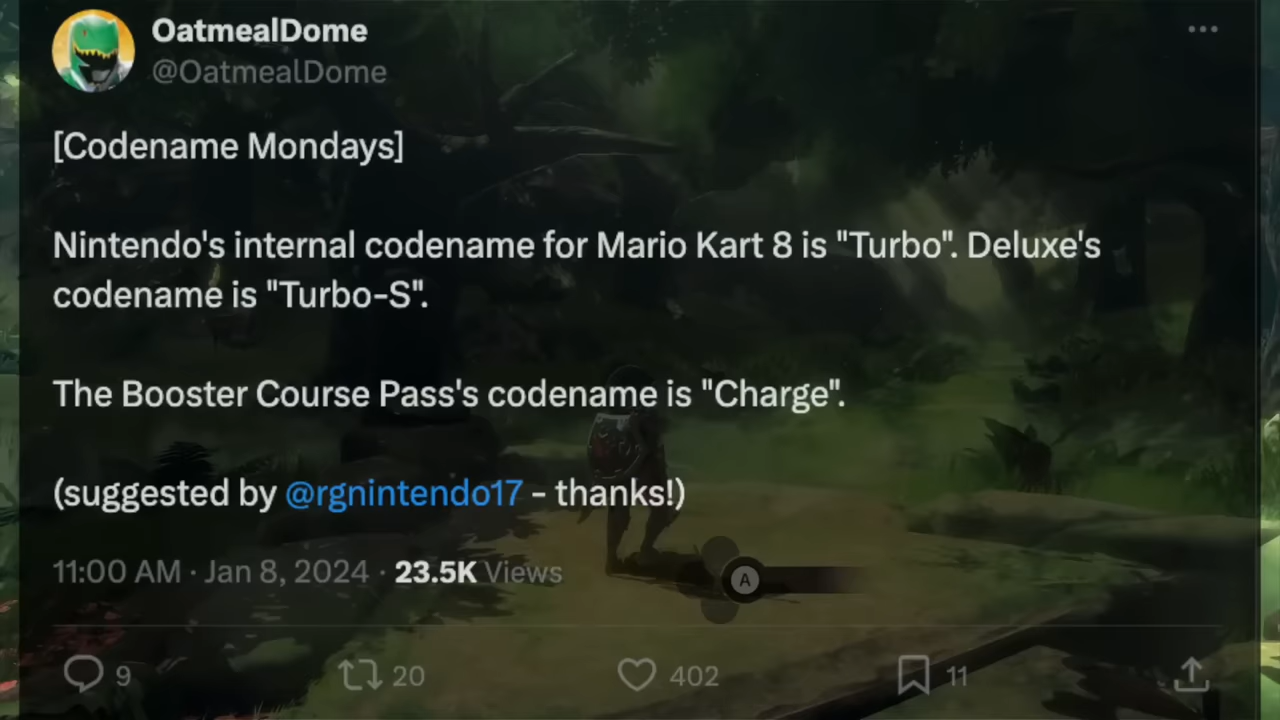 OatmealDome
@OatmealDome
[Codename Mondays]
Nintendo's internal codename for Mario Kart 8 is "Turbo". Deluxe's
codename is "Turbo-S".
The Booster Course Pass's codename is "Charge".
(suggested by @rgnintendo17 - thanks!)
11:00 AM · Jan 8, 2024 · 23.5K Views
A
9 20 402 11